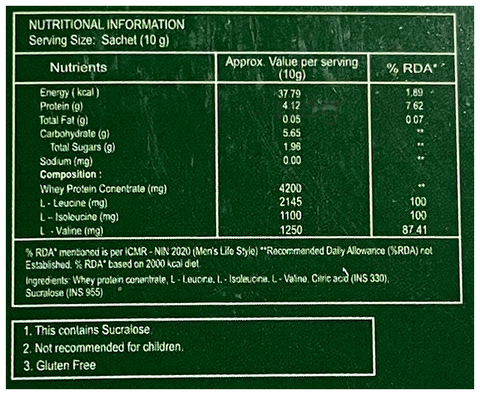 NUTRITIONAL INFORMATION
Serving Size: Sachet (10 g)
Nutrients Approx. Value per serving (10g) % RDA*
Energy ( kcal ) 37.79 1.89
Protein (g) 4.12 7.62
Total Fat (g) 0.05 0.07
Carbohydrate (g) 5.65 **
Total Sugars (g) 1.96 **
Sodium (mg) 0.00 **
Composition :
Whey Protein Conentrate (mg) 4200 **
L - Leucine (mg) 2145 100
L - Isoleucine (mg) 1100 100
L - Valine (mg) 1250 87.41
% RDA* mentioned is per ICMR - NIN 2020 (Men's Life Style) **Recommended Daily Allowance (%RDA) not
Established. % RDA* based on 2000 kcal diet.
Ingredients: Whey protein conentrate, L - Leucine, L - Isoleucine, L - Valine, Citric acid (INS 330),
Sucralose (INS 955)
1. This contains Sucralose.
2. Not recommended for children.
3. Gluten Free